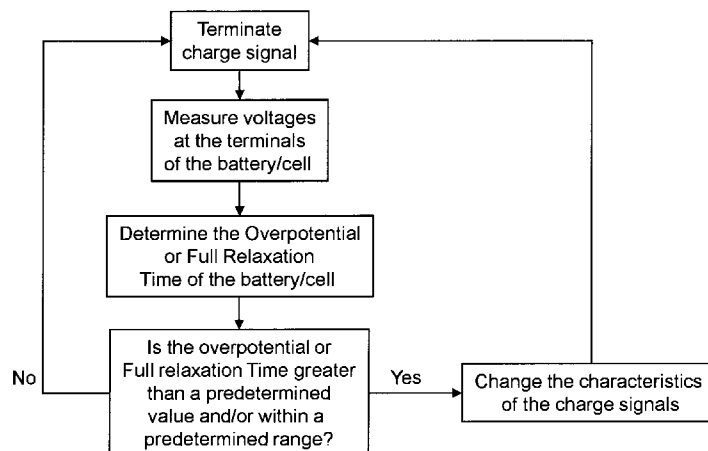 Terminate
charge signal
Measure voltages
at the terminals
of the battery/cell
Determine the Overpotential
or Full Relaxation
Time of the battery/cell
Is the overpotential or
Full relaxation Time greater
than a predetermined
value and/or within a
predetermined range?
No
Yes
Change the characteristics
of the charge signals